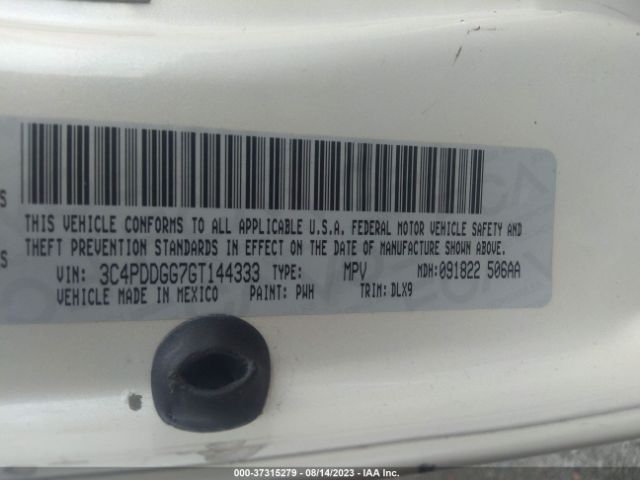 THIS VEHICLE CONFORMS TO ALL APPLICABLE U.S.A. FEDERAL MOTOR VEHICLE SAFETY AND
THEFT PREVENTION STANDARDS IN EFFECT ON THE DATE OF MANUFACTURE SHOWN ABOVE.
VIN: 3C4PDDGG7GT144333 TYPE: MPV MDH:091822 506AA
VEHICLE MADE IN MEXICO PAINT: PWH TRIM: DLX9
000-37315279 - 08/14/2023 - IAA Inc.